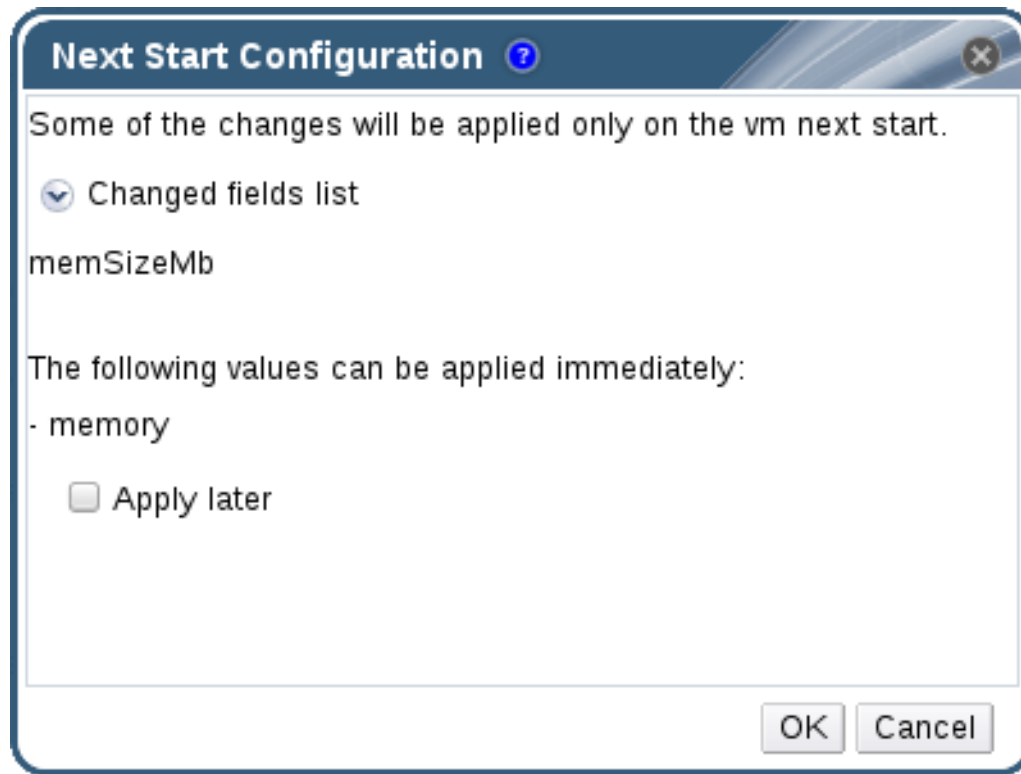 Next Start Configuration ?
Some of the changes will be applied only on the vm next start.
Changed fields list
memSizeMb
The following values can be applied immediately:
- memory
Apply later
OK Cancel